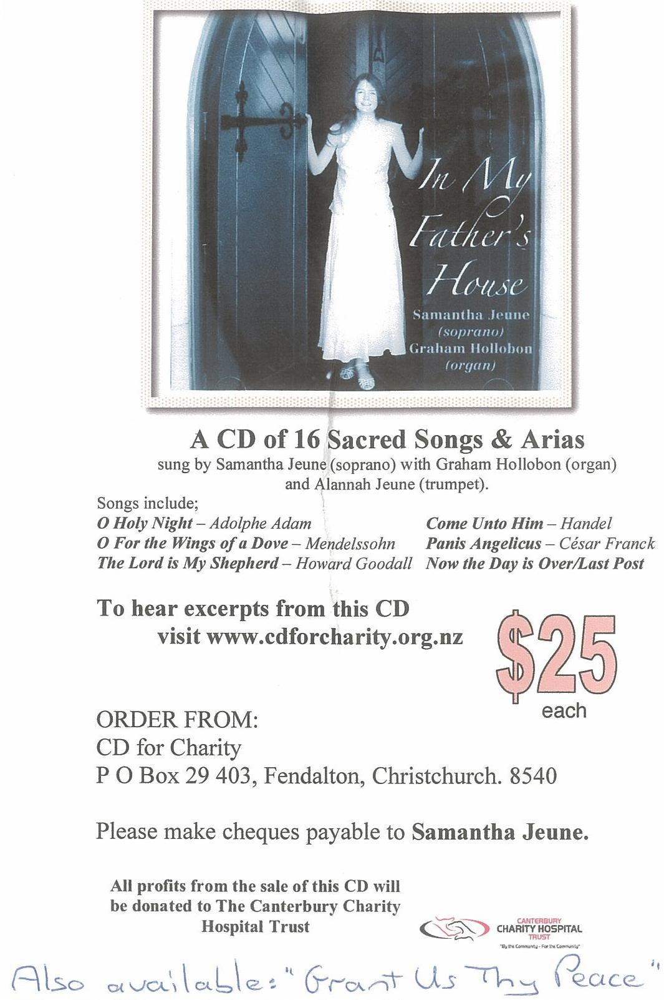 In My
Father's
House
Samantha Jeune
(soprano)
Graham Hollobon
(organ)
A CD of 16 Sacred Songs & Arias
sung by Samantha Jeune (soprano) with Graham Hollobon (organ)
and Alannah Jeune (trumpet).
Songs include;
O Holy Night – Adolphe Adam
O For the Wings of a Dove – Mendelssohn
The Lord is My Shepherd – Howard Goodall
Come Unto Him – Handel
Panis Angelicus – César Franck
Now the Day is Over/Last Post
To hear excerpts from this CD
visit www.cdforcharity.org.nz
$25
each
ORDER FROM:
CD for Charity
P O Box 29 403, Fendalton, Christchurch. 8540
Please make cheques payable to Samantha Jeune.
All profits from the sale of this CD will
be donated to The Canterbury Charity
Hospital Trust
CANTERBURY
CHARITY HOSPITAL
TRUST
"By the Community - For the Community"
Also available: "Grant Us Thy Peace"